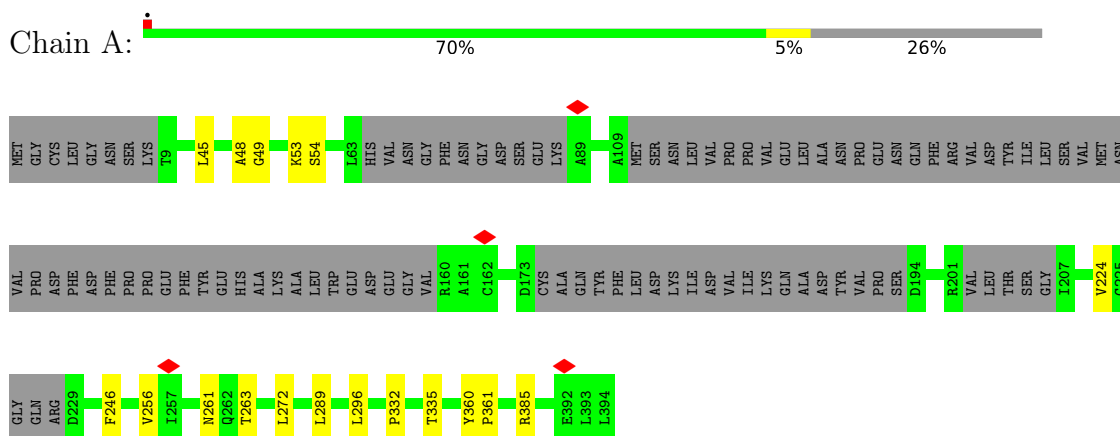 Chain A:
70% 5% 26%
MET GLY CYS LEU GLY ASN SER LYS T9 L45 A48 G49 K53 S54 L63 HIS VAL ASN GLY PHE ASN GLY ASP SER GLU LYS A89 A109 MET SER ASN LEU VAL PRO PRO VAL GLU LEU ALA ASN PRO GLU ASN GLN PHE ARG VAL ASP TYR ILE LEU SER VAL MET ASN
VAL PRO ASP PHE ASP PHE PRO PRO GLU PHE TYR GLU HIS ALA LYS ALA LEU TRP GLU ASP GLU GLY VAL R160 A161 C162 D173 CYS ALA GLN TYR PHE LEU ASP LYS ILE ASP VAL ILE LYS GLN ALA ASP TYR VAL PRO SER D194 R201 VAL LEU THR SER GLY I207 V224 G225
GLY GLN ARG D229 F246 V256 I257 N261 Q262 T263 L272 L289 L296 P332 T335 Y360 P361 R385 E392 L393 L394